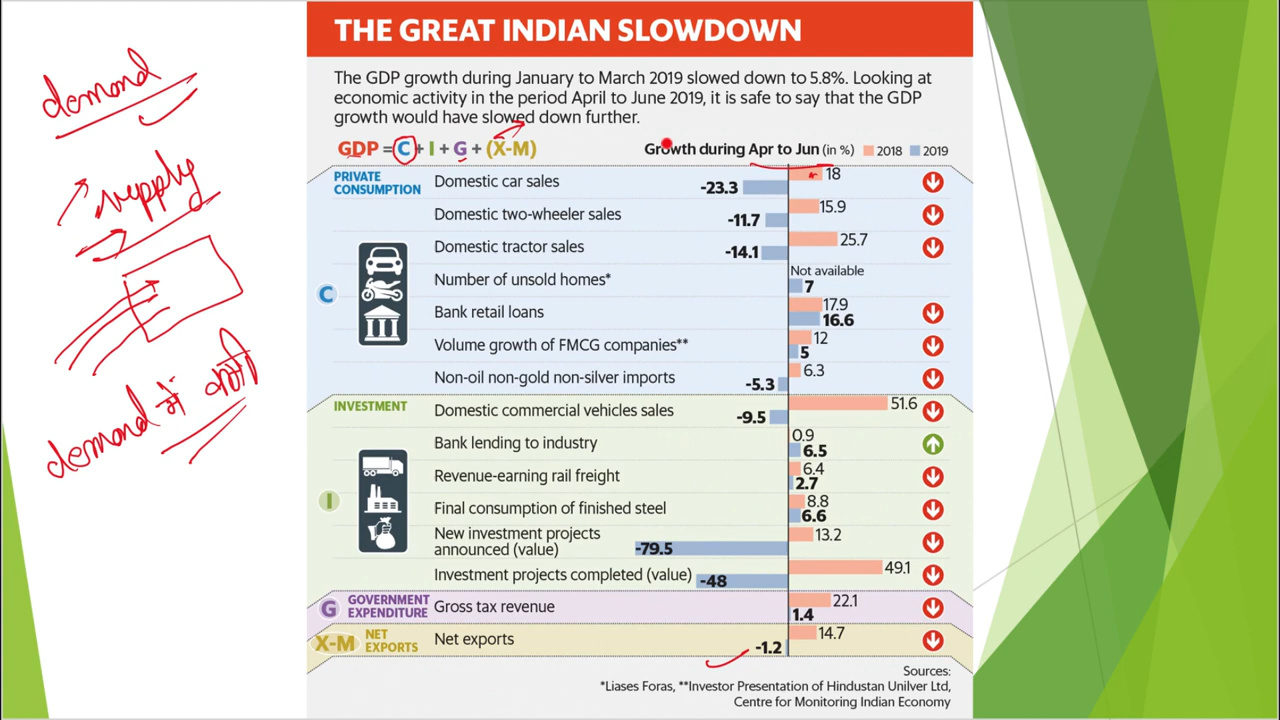 demand
supply
demand में कमी
THE GREAT INDIAN SLOWDOWN
The GDP growth during January to March 2019 slowed down to 5.8%. Looking at
economic activity in the period April to June 2019, it is safe to say that the GDP
growth would have slowed down further.
GDP = C + I + G + (X-M)
Growth during Apr to Jun (in %) 2018 2019
PRIVATE
CONSUMPTION
C
Domestic car sales -23.3 18
Domestic two-wheeler sales -11.7 15.9
Domestic tractor sales -14.1 25.7
Number of unsold homes* Not available 7
Bank retail loans 17.9 16.6
Volume growth of FMCG companies** 12 5
Non-oil non-gold non-silver imports -5.3 6.3
INVESTMENT
I
Domestic commercial vehicles sales -9.5 51.6
Bank lending to industry 0.9 6.5
Revenue-earning rail freight 6.4 2.7
Final consumption of finished steel 8.8 6.6
New investment projects
announced (value) -79.5 13.2
Investment projects completed (value) -48 49.1
G GOVERNMENT
EXPENDITURE Gross tax revenue 22.1 1.4
X-M NET
EXPORTS Net exports -1.2 14.7
Sources:
*Liases Foras, **Investor Presentation of Hindustan Unilver Ltd,
Centre for Monitoring Indian Economy